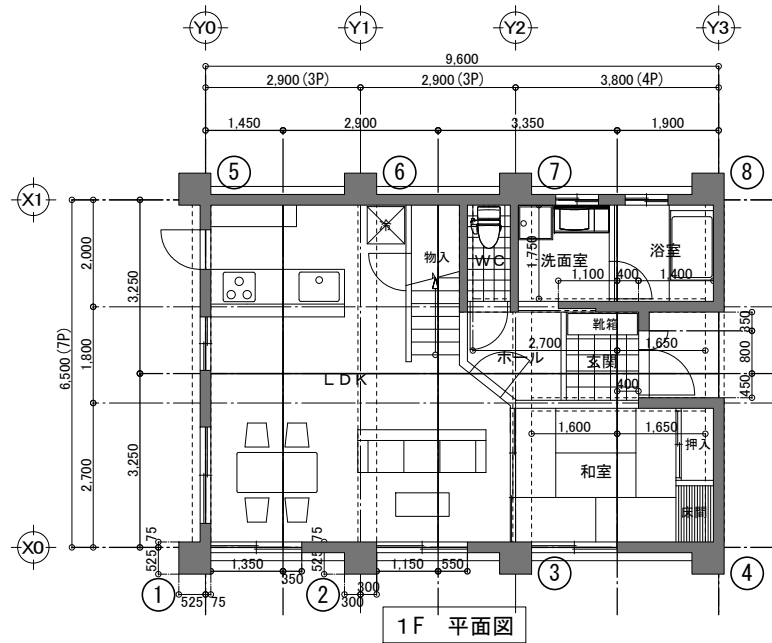 Y0 Y1 Y2 Y3
9,600
2,900(3P) 2,900(3P) 3,800(4P)
1,450 2,900 3,350 1,900
⑤ ⑥ ⑦ ⑧
X1
冷
物入
WC
洗面室
浴室
1,750
1,100 400 1,400
2,000
3,250
6,500(7P)
1,800
靴箱
350
2,700 1,650
ホール
玄関
800
LDK
400
450
3,250
2,700
1,600 1,650
押入
和室
床間
X0
75
525
75
525
1,350
350
1,150 550
① ② ③ ④
525 75
300
300
1F 平面図